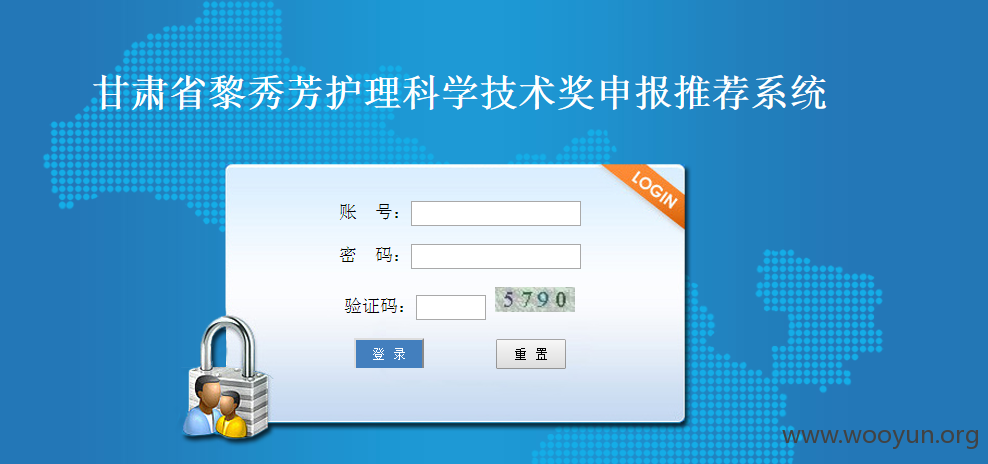 甘肃省黎秀芳护理科学技术奖申报推荐系统
LOGIN
账 号：
密 码：
验证码： 5790
登 录 重 置
www.wooyun.org